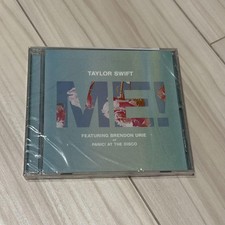 TAYLOR SWIFT
ME!
FEATURING BRENDON URIE
OF
PANIC! AT THE DISCO